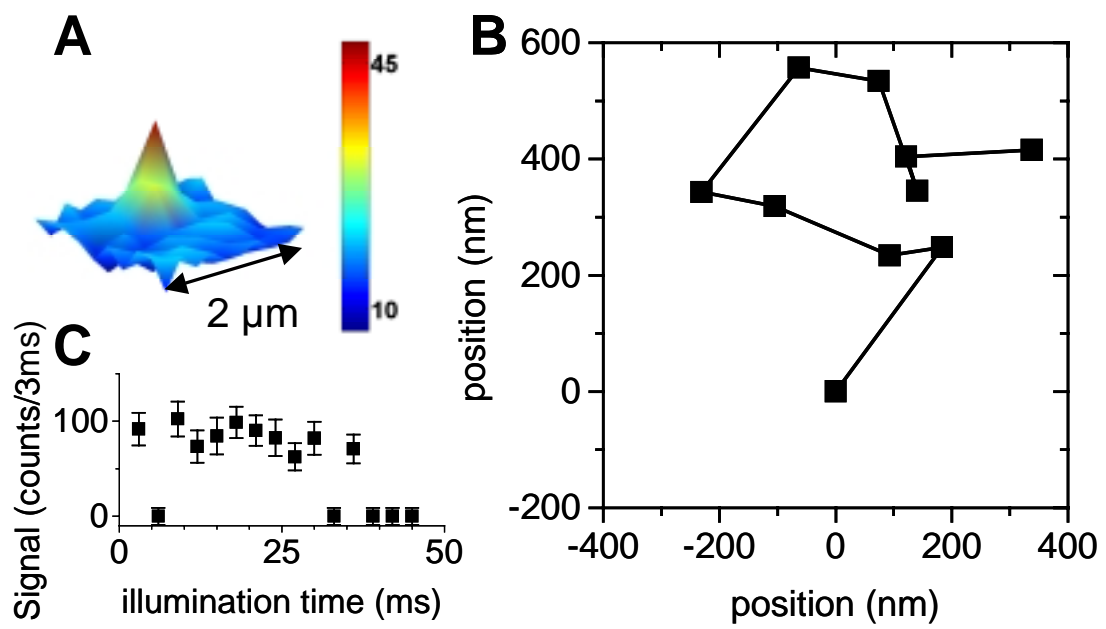 A
45
10
2 µm
B
600
400
200
0
-200
-400 -200 0 200 400
position (nm)
position (nm)
C
100
0
0 25 50
Signal (counts/3ms)
illumination time (ms)